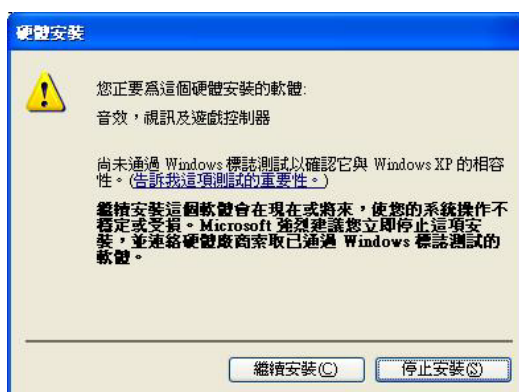 硬體安裝
您正要為這個硬體安裝的軟體:
音效，視訊及遊戲控制器
尚未通過 Windows 標誌測試以確認它與 Windows XP 的相容
性。(告訴我這項測試的重要性。)
繼續安裝這個軟體會在現在或將來，使您的系統操作不
穩定或受損。Microsoft 強烈建議您立即停止這項安
裝，並連絡硬體廠商索取已通過 Windows 標誌測試的
軟體。
繼續安裝(C)
停止安裝(S)